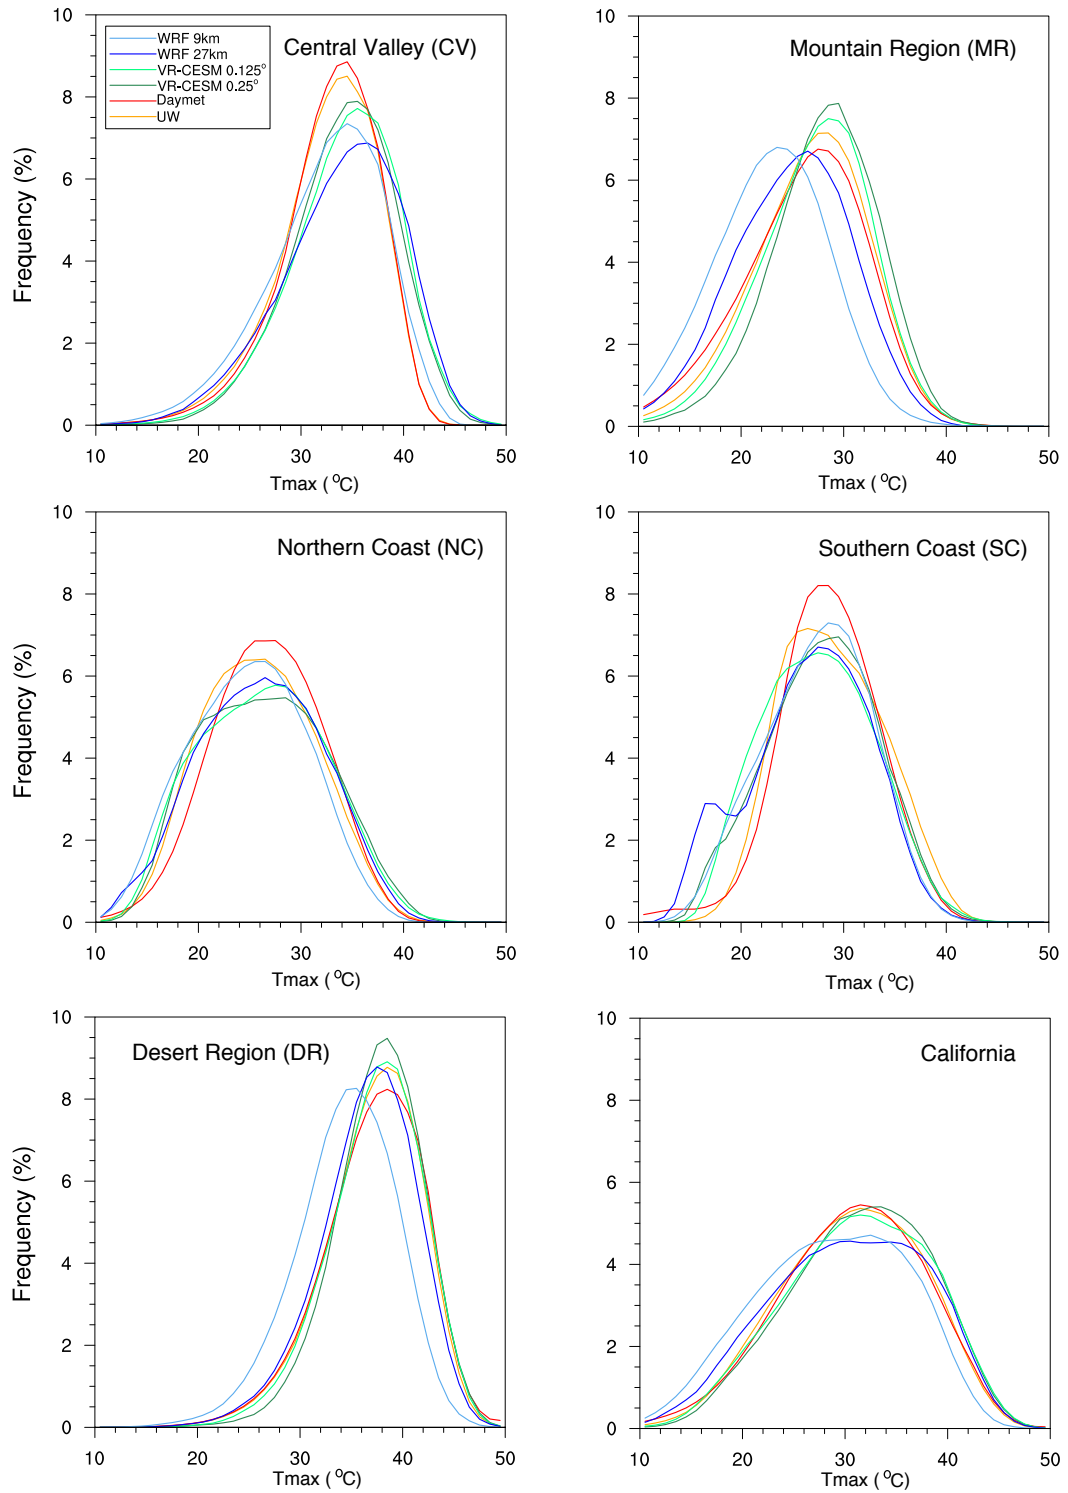 10
8
6
4
2
0
Frequency (%)
WRF 9km
WRF 27km
VR-CESM 0.125°
VR-CESM 0.25°
Daymet
UW
Central Valley (CV)
10 20 30 40 50
Tmax (°C)
10
8
6
4
2
0
Mountain Region (MR)
10 20 30 40 50
Tmax (°C)
10
8
6
4
2
0
Frequency (%)
Northern Coast (NC)
10 20 30 40 50
Tmax (°C)
10
8
6
4
2
0
Southern Coast (SC)
10 20 30 40 50
Tmax (°C)
10
8
6
4
2
0
Frequency (%)
Desert Region (DR)
10 20 30 40 50
Tmax (°C)
10
8
6
4
2
0
California
10 20 30 40 50
Tmax (°C)